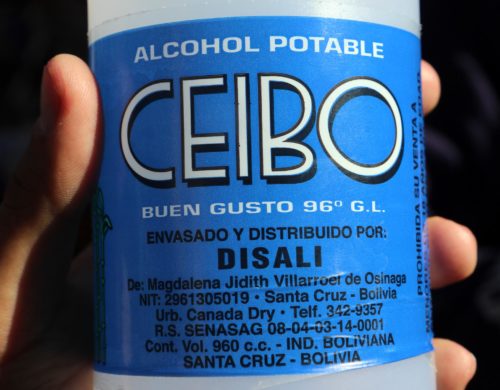 ALCOHOL POTABLE
CEIBO
BUEN GUSTO 96º G.L.
ENVASADO Y DISTRIBUIDO POR:
DISALI
De: Magdalena Jidith Villarroel de Osinaga
NIT: 2961305019 • Santa Cruz - Bolivia
Urb. Canada Dry • Telf. 342-9357
R.S. SENASAG 08-04-03-14-0001
Cont. Vol. 960 c.c. - IND. BOLIVIANA
SANTA CRUZ - BOLIVIA
PROHIBIDA SU VENTA A
MENORES